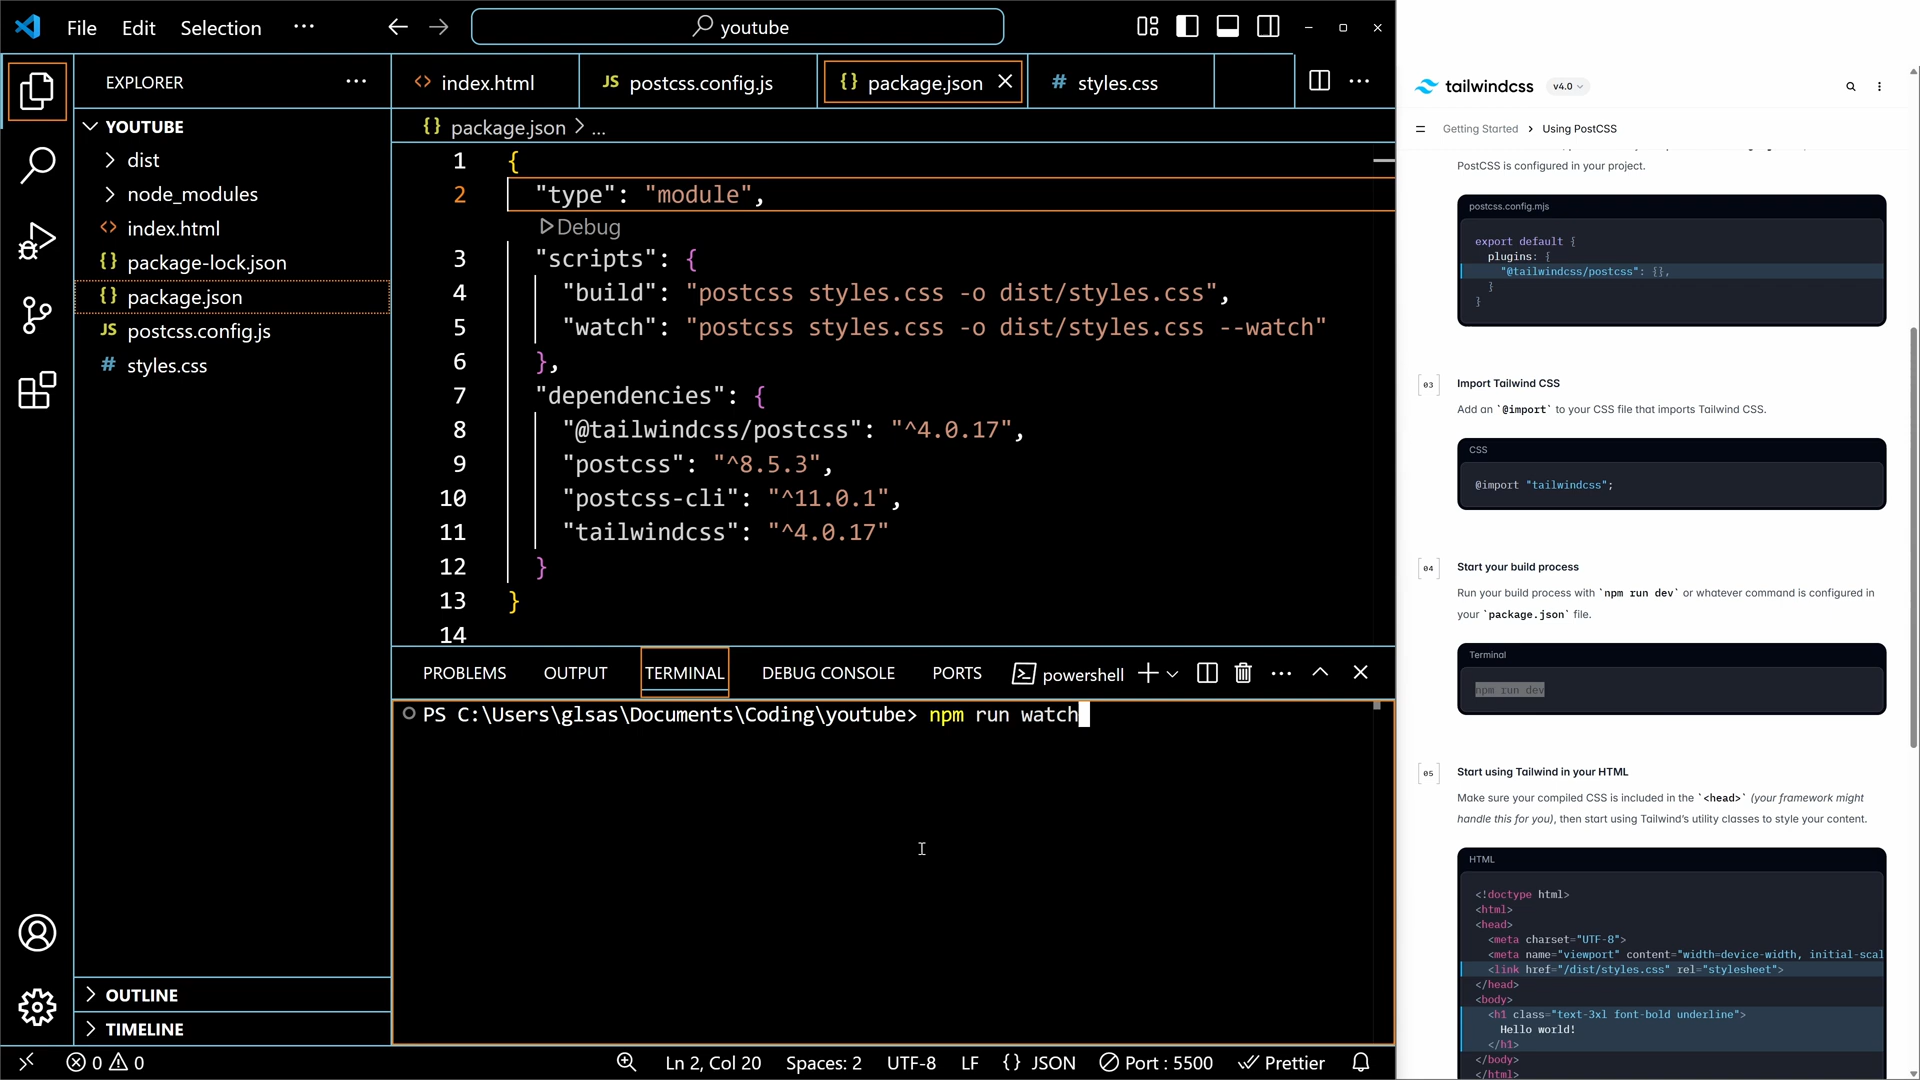 File Edit Selection ···
youtube
EXPLORER ···
YOUTUBE
dist
node_modules
<> index.html
{} package-lock.json
{} package.json
JS postcss.config.js
# styles.css
OUTLINE
TIMELINE
<> index.html
JS postcss.config.js
{} package.json
# styles.css
{} package.json > ...
1 {
2 "type": "module",
Debug
3 "scripts": {
4 "build": "postcss styles.css -o dist/styles.css",
5 "watch": "postcss styles.css -o dist/styles.css --watch"
6 },
7 "dependencies": {
8 "@tailwindcss/postcss": "^4.0.17",
9 "postcss": "^8.5.3",
10 "postcss-cli": "^11.0.1",
11 "tailwindcss": "^4.0.17"
12 }
13 }
14
PROBLEMS OUTPUT TERMINAL DEBUG CONSOLE PORTS powershell
PS C:\Users\glsas\Documents\Coding\youtube> npm run watch
0 0
Ln 2, Col 20 Spaces: 2 UTF-8 LF {} JSON Port : 5500 Prettier
tailwindcss v4.0
Getting Started > Using PostCSS
PostCSS is configured in your project.
postcss.config.mjs
export default {
plugins: {
"@tailwindcss/postcss": {},
}
}
03 Import Tailwind CSS
Add an `@import` to your CSS file that imports Tailwind CSS.
CSS
@import "tailwindcss";
04 Start your build process
Run your build process with `npm run dev` or whatever command is configured in
your `package.json` file.
Terminal
npm run dev
05 Start using Tailwind in your HTML
Make sure your compiled CSS is included in the `<head>` (your framework might
handle this for you), then start using Tailwind's utility classes to style your content.
HTML
<!doctype html>
<html>
<head>
<meta charset="UTF-8">
<meta name="viewport" content="width=device-width, initial-scal
<link href="/dist/styles.css" rel="stylesheet">
</head>
<body>
<h1 class="text-3xl font-bold underline">
Hello world!
</h1>
</body>
</html>